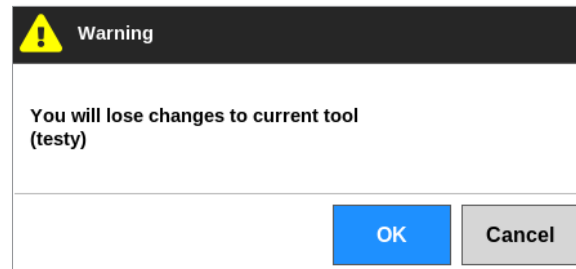 Warning
You will lose changes to current tool
(testy)
OK
Cancel